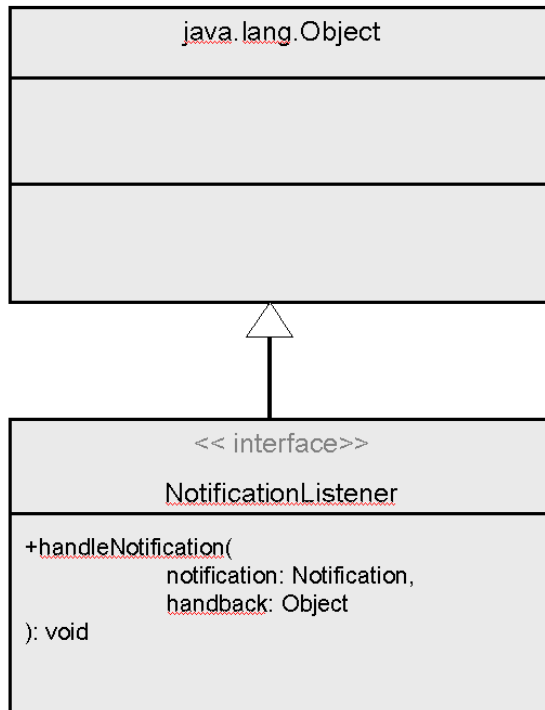 java.lang.Object
<< interface>>
NotificationListener
+handleNotification(
notification: Notification,
handback: Object
): void